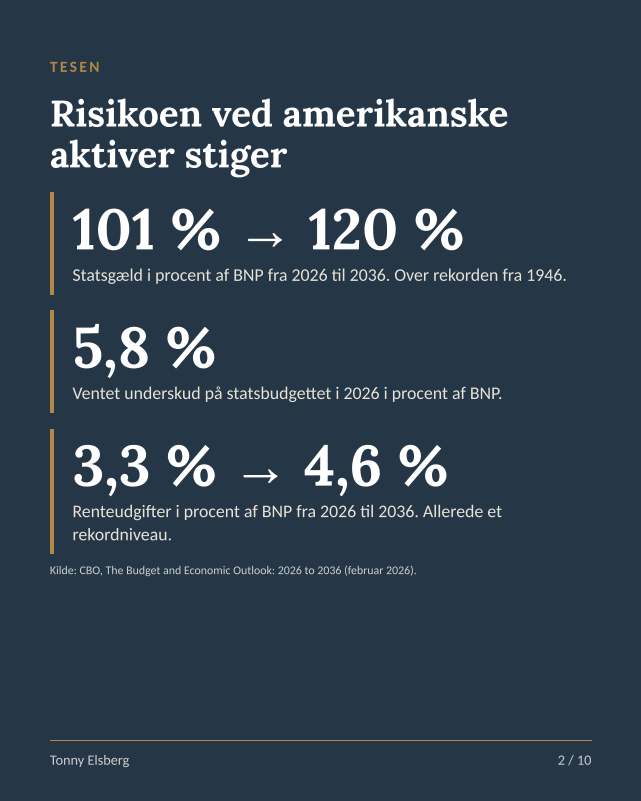 TESEN
Risikoen ved amerikanske
aktiver stiger
101 % → 120 %
Statsgæld i procent af BNP fra 2026 til 2036. Over rekorden fra 1946.
5,8 %
Ventet underskud på statsbudgettet i 2026 i procent af BNP.
3,3 % → 4,6 %
Renteudgifter i procent af BNP fra 2026 til 2036. Allerede et
rekordniveau.
Kilde: CBO, The Budget and Economic Outlook: 2026 to 2036 (februar 2026).
Tonny Elsberg
2 / 10